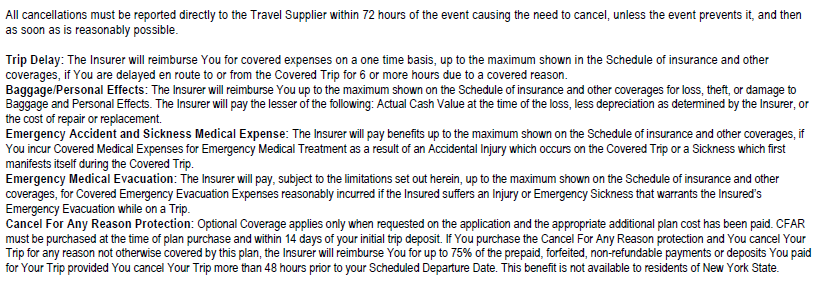 All cancellations must be reported directly to the Travel Supplier within 72 hours of the event causing the need to cancel, unless the event prevents it, and then
as soon as is reasonably possible.
Trip Delay: The Insurer will reimburse You for covered expenses on a one time basis, up to the maximum shown in the Schedule of insurance and other
coverages, if You are delayed en route to or from the Covered Trip for 6 or more hours due to a covered reason.
Baggage/Personal Effects: The Insurer will reimburse You up to the maximum shown on the Schedule of insurance and other coverages for loss, theft, or damage to
Baggage and Personal Effects. The Insurer will pay the lesser of the following: Actual Cash Value at the time of the loss, less depreciation as determined by the Insurer, or
the cost of repair or replacement.
Emergency Accident and Sickness Medical Expense: The Insurer will pay benefits up to the maximum shown on the Schedule of insurance and other coverages, if
You incur Covered Medical Expenses for Emergency Medical Treatment as a result of an Accidental Injury which occurs on the Covered Trip or a Sickness which first
manifests itself during the Covered Trip.
Emergency Medical Evacuation: The Insurer will pay, subject to the limitations set out herein, up to the maximum shown on the Schedule of insurance and other
coverages, for Covered Emergency Evacuation Expenses reasonably incurred if the Insured suffers an Injury or Emergency Sickness that warrants the Insured's
Emergency Evacuation while on a Trip.
Cancel For Any Reason Protection: Optional Coverage applies only when requested on the application and the appropriate additional plan cost has been paid. CFAR
must be purchased at the time of plan purchase and within 14 days of your initial trip deposit. If You purchase the Cancel For Any Reason protection and You cancel Your
Trip for any reason not otherwise covered by this plan, the Insurer will reimburse You for up to 75% of the prepaid, forfeited, non-refundable payments or deposits You paid
for Your Trip provided You cancel Your Trip more than 48 hours prior to your Scheduled Departure Date. This benefit is not available to residents of New York State.